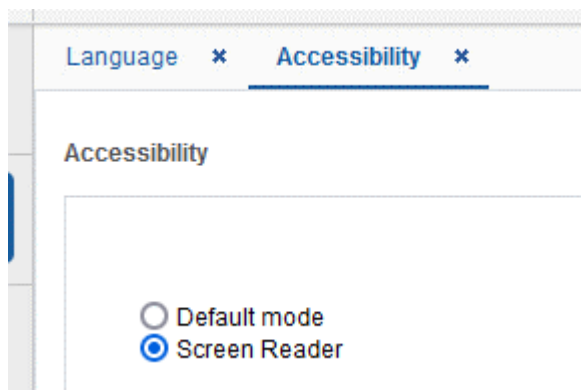 Language × Accessibility ×
Accessibility
Default mode
Screen Reader